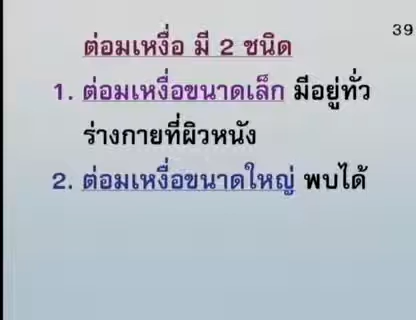 39
ต่อมเหงื่อ มี 2 ชนิด
1. ต่อมเหงื่อขนาดเล็ก มีอยู่ทั่ว
ร่างกายที่ผิวหนัง
2. ต่อมเหงื่อขนาดใหญ่ พบได้